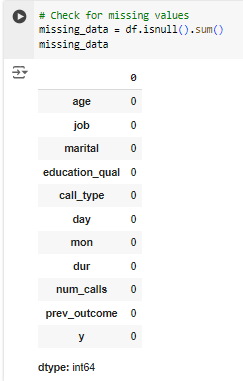 # Check for missing values
missing_data = df.isnull().sum()
missing_data
0
age 0
job 0
marital 0
education_qual 0
call_type 0
day 0
mon 0
dur 0
num_calls 0
prev_outcome 0
y 0
dtype: int64